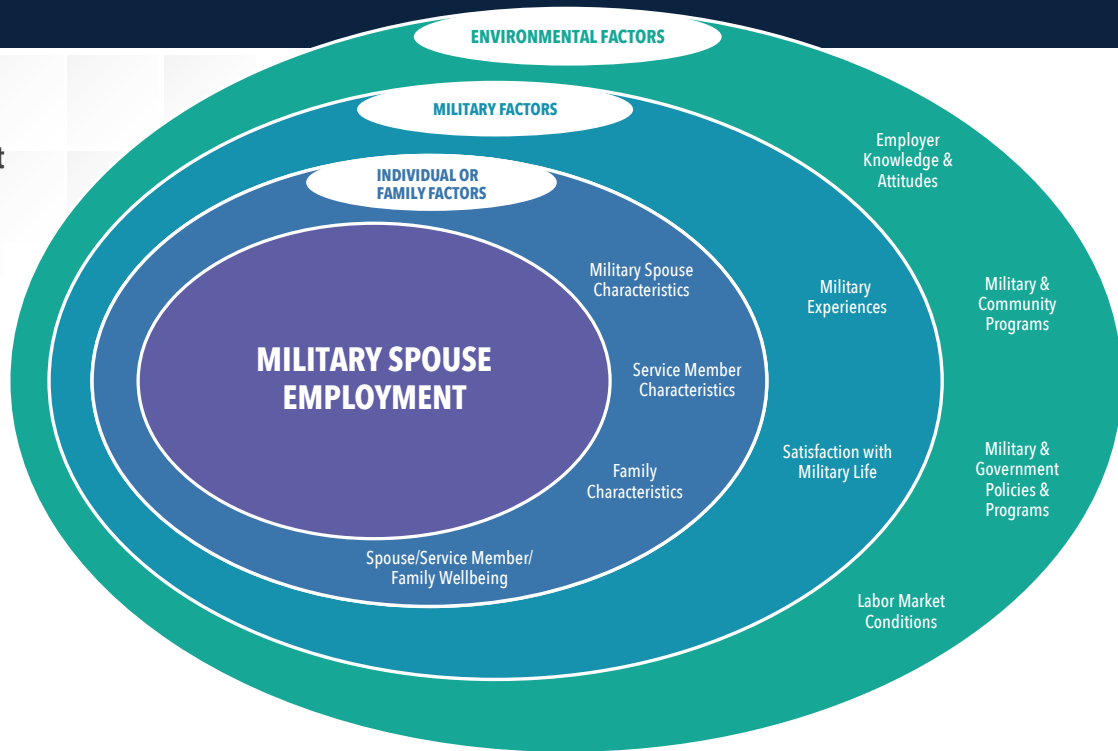 ENVIRONMENTAL FACTORS
MILITARY FACTORS
INDIVIDUAL OR
FAMILY FACTORS
MILITARY SPOUSE
EMPLOYMENT
Military Spouse
Characteristics
Service Member
Characteristics
Family
Characteristics
Spouse/Service Member/
Family Wellbeing
Military
Experiences
Satisfaction with
Military Life
Employer
Knowledge &
Attitudes
Military &
Community
Programs
Military &
Government
Policies &
Programs
Labor Market
Conditions